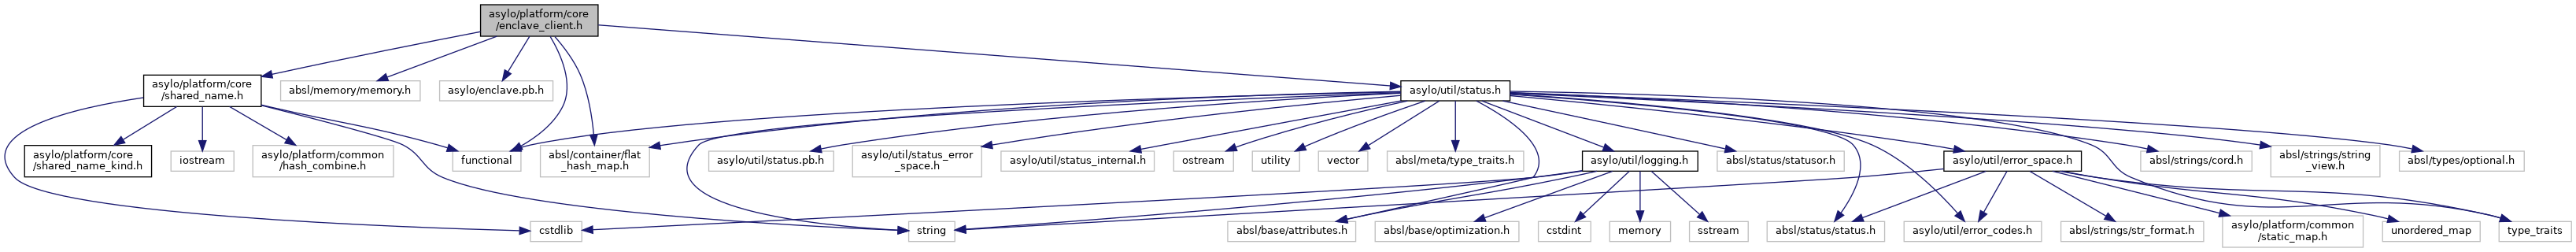 asylo/platform/core
/enclave_client.h
asylo/platform/core
/shared_name.h
absl/memory/memory.h
asylo/enclave.pb.h
asylo/util/status.h
asylo/platform/core
/shared_name_kind.h
iostream
asylo/platform/common
/hash_combine.h
functional
absl/container/flat
_hash_map.h
asylo/util/status.pb.h
asylo/util/status_error
_space.h
asylo/util/status_internal.h
ostream
utility
vector
absl/meta/type_traits.h
asylo/util/logging.h
absl/status/statusor.h
asylo/util/error_space.h
absl/strings/cord.h
absl/strings/string
_view.h
absl/types/optional.h
cstdlib
string
absl/base/attributes.h
absl/base/optimization.h
cstdint
memory
sstream
absl/status/status.h
asylo/util/error_codes.h
absl/strings/str_format.h
asylo/platform/common
/static_map.h
unordered_map
type_traits